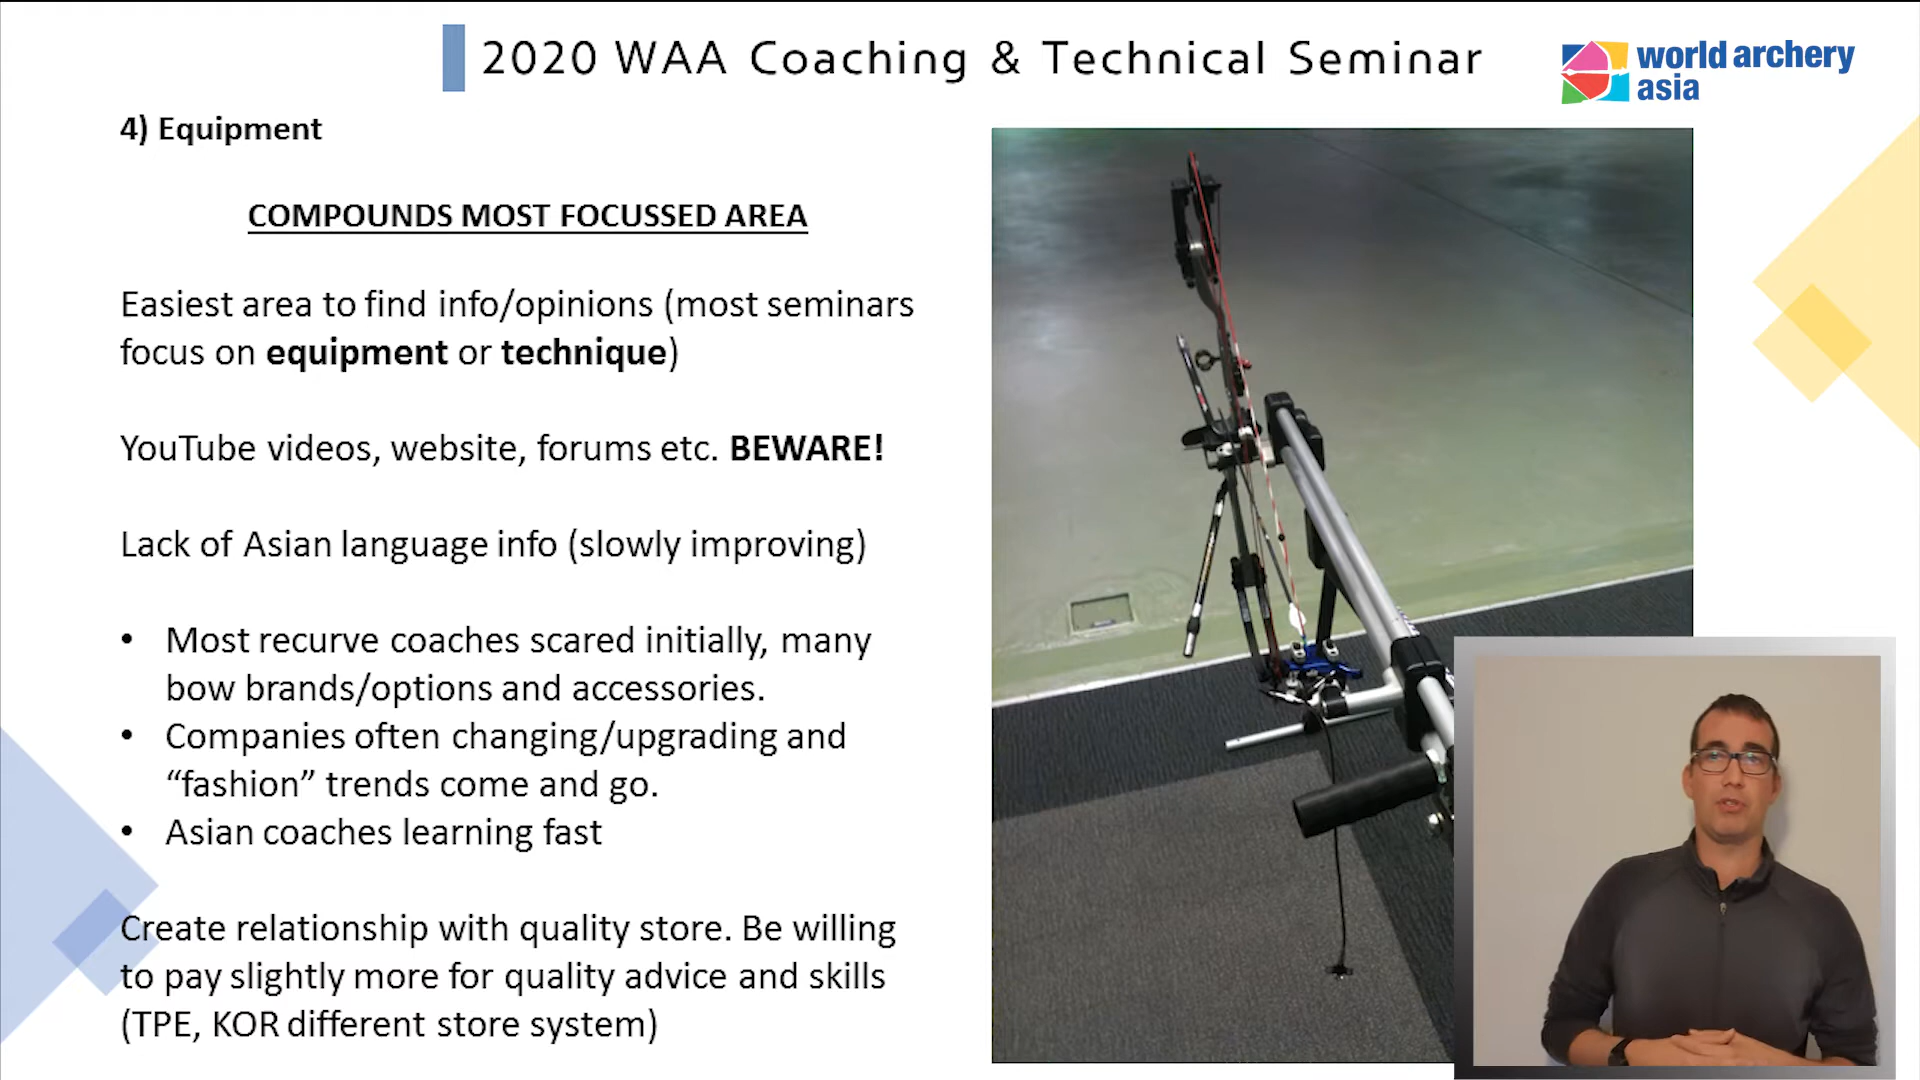 2020 WAA Coaching & Technical Seminar
world archery
asia
4) Equipment
COMPOUNDS MOST FOCUSSED AREA
Easiest area to find info/opinions (most seminars
focus on equipment or technique)
YouTube videos, website, forums etc. BEWARE!
Lack of Asian language info (slowly improving)
• Most recurve coaches scared initially, many
bow brands/options and accessories.
• Companies often changing/upgrading and
“fashion” trends come and go.
• Asian coaches learning fast
Create relationship with quality store. Be willing
to pay slightly more for quality advice and skills
(TPE, KOR different store system)